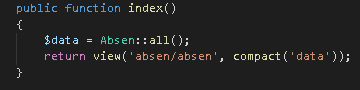 public function index()
{
    $data = Absen::all();
    return view('absen/absen', compact('data'));
}